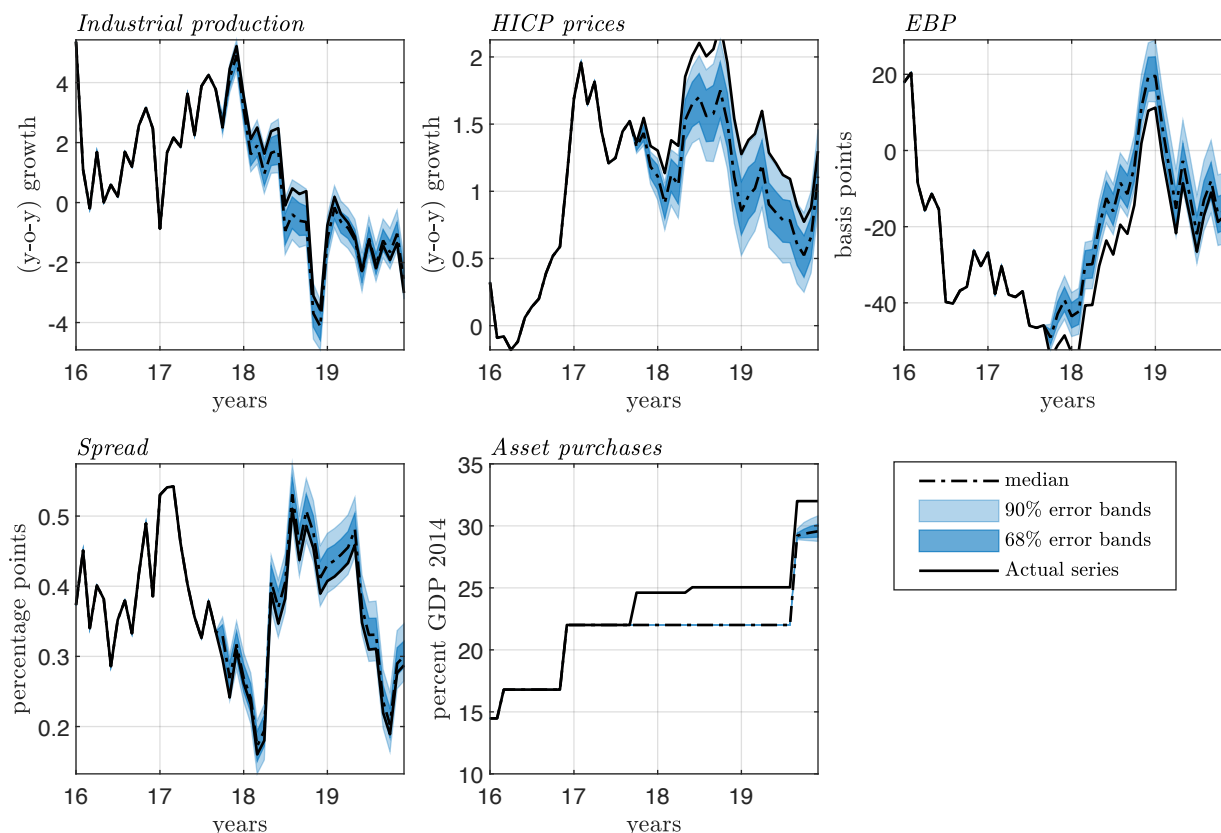 Industrial production
(y-o-y) growth
4
2
0
-2
-4
16 17 18 19
years
HICP prices
(y-o-y) growth
2
1.5
1
0.5
0
16 17 18 19
years
EBP
basis points
20
0
-20
-40
16 17 18 19
years
Spread
percentage points
0.5
0.4
0.3
0.2
16 17 18 19
years
Asset purchases
percent GDP 2014
35
30
25
20
15
10
16 17 18 19
years
median
90% error bands
68% error bands
Actual series